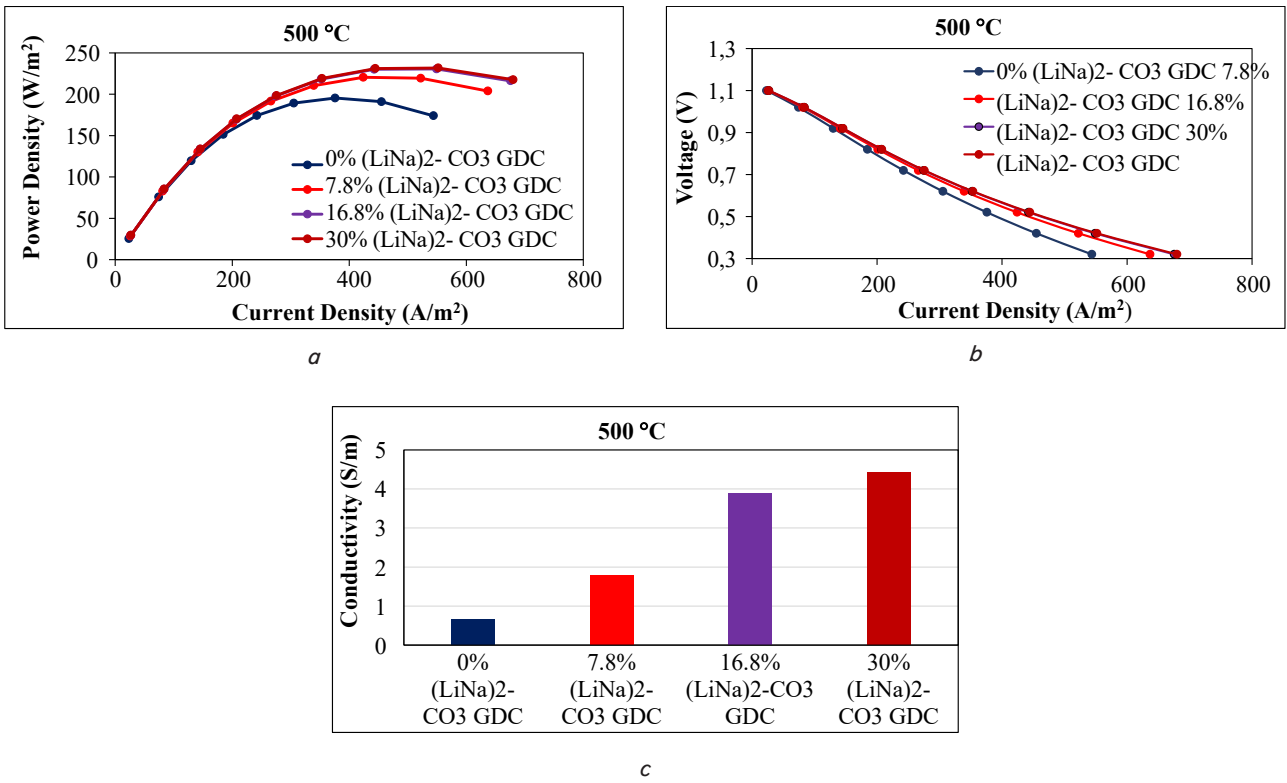 500 °C
Power Density (W/m²)
250
200
150
100
50
0
0% (LiNa)2- CO3 GDC
7.8% (LiNa)2- CO3 GDC
16.8% (LiNa)2- CO3 GDC
30% (LiNa)2- CO3 GDC
0 200 400 600 800
Current Density (A/m²)
a
500 °C
Voltage (V)
1,3
1,1
0,9
0,7
0,5
0,3
0% (LiNa)2- CO3 GDC 7.8%
(LiNa)2- CO3 GDC 16.8%
(LiNa)2- CO3 GDC 30%
(LiNa)2- CO3 GDC
0 200 400 600 800
Current Density (A/m²)
b
500 °C
Conductivity (S/m)
5
4
3
2
1
0
0% 7.8% 16.8% 30%
(LiNa)2- (LiNa)2- (LiNa)2-CO3 (LiNa)2-
CO3 GDC CO3 GDC GDC CO3 GDC
c